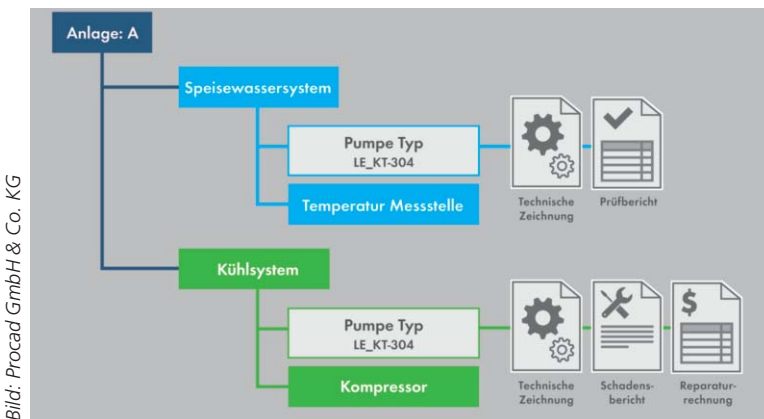 Anlage: A
Speisewassersystem
Pumpe Typ
LE_KT-304
Technische
Zeichnung
Prüfbericht
Temperatur Messstelle
Kühlsystem
Pumpe Typ
LE_KT-304
$
Technische
Zeichnung
Schadens-
bericht
Reparatur-
rechnung
Kompressor
Bild: Procad GmbH & Co. KG